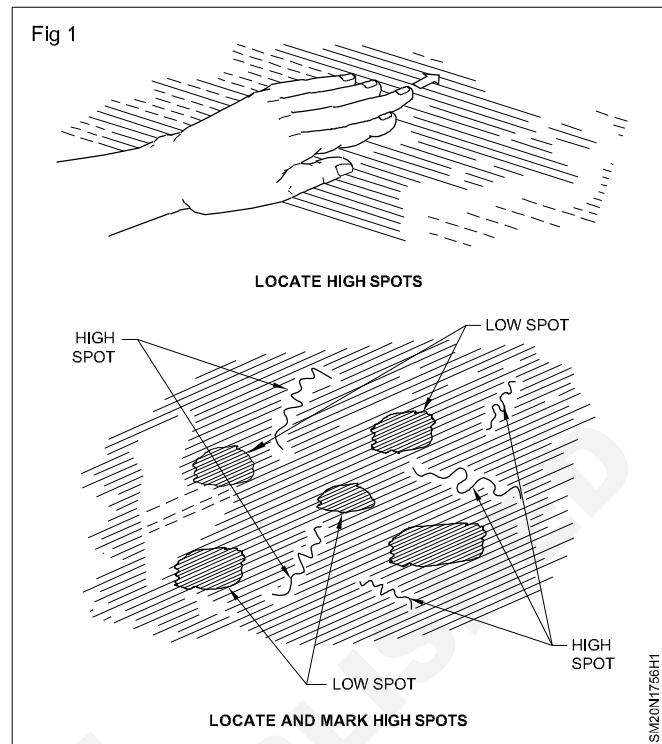 Fig 1
LOCATE HIGH SPOTS
HIGH
SPOT
LOW SPOT
HIGH
SPOT
LOW SPOT
LOCATE AND MARK HIGH SPOTS
SM20N1756H1